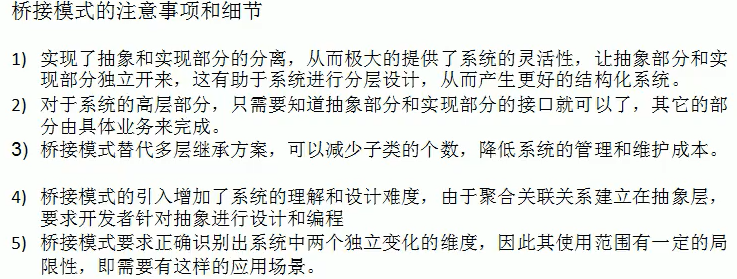 桥接模式的注意事项和细节
1) 实现了抽象和实现部分的分离，从而极大的提供了系统的灵活性，让抽象部分和实
现部分独立开来，这有助于系统进行分层设计，从而产生更好的结构化系统。
2) 对于系统的高层部分，只需要知道抽象部分和实现部分的接口就可以了，其它的部
分由具体业务来完成。
3) 桥接模式替代多层继承方案，可以减少子类的个数，降低系统的管理和维护成本。
4) 桥接模式的引入增加了系统的理解和设计难度，由于聚合关联关系建立在抽象层，
要求开发者针对抽象进行设计和编程
5) 桥接模式要求正确识别出系统中两个独立变化的维度，因此其使用范围有一定的局
限性，即需要有这样的应用场景。